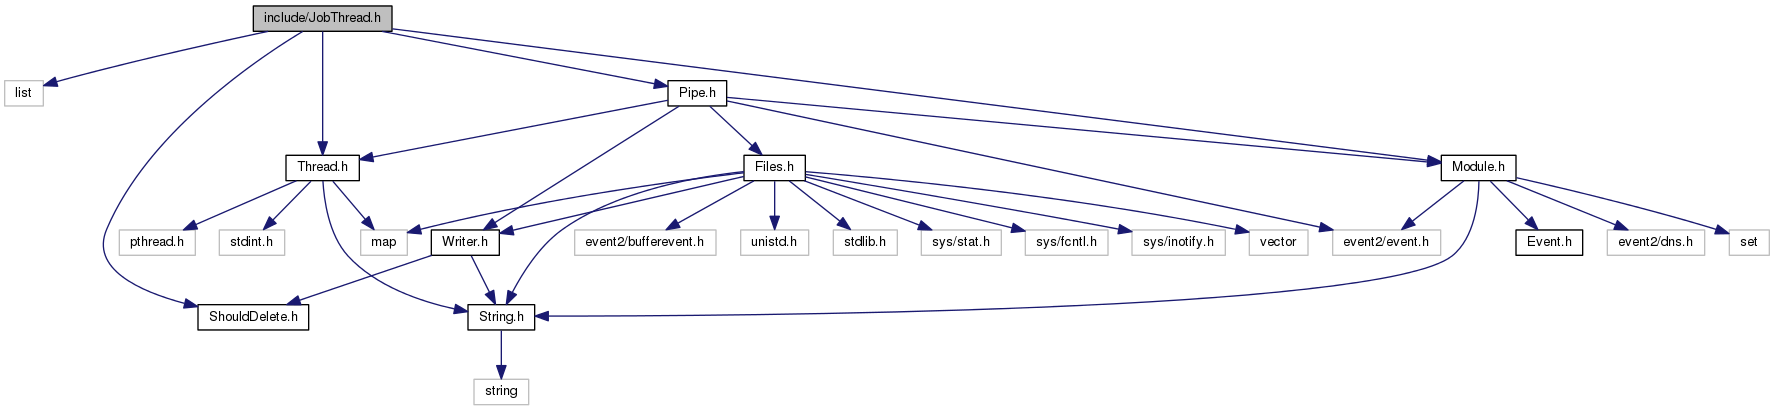 include/JobThread.h
list
Pipe.h
Thread.h
Files.h
Module.h
pthread.h
stdint.h
map
Writer.h
event2/bufferevent.h
unistd.h
stdlib.h
sys/stat.h
sys/fcntl.h
sys/inotify.h
vector
event2/event.h
Event.h
event2/dns.h
set
ShouldDelete.h
String.h
string